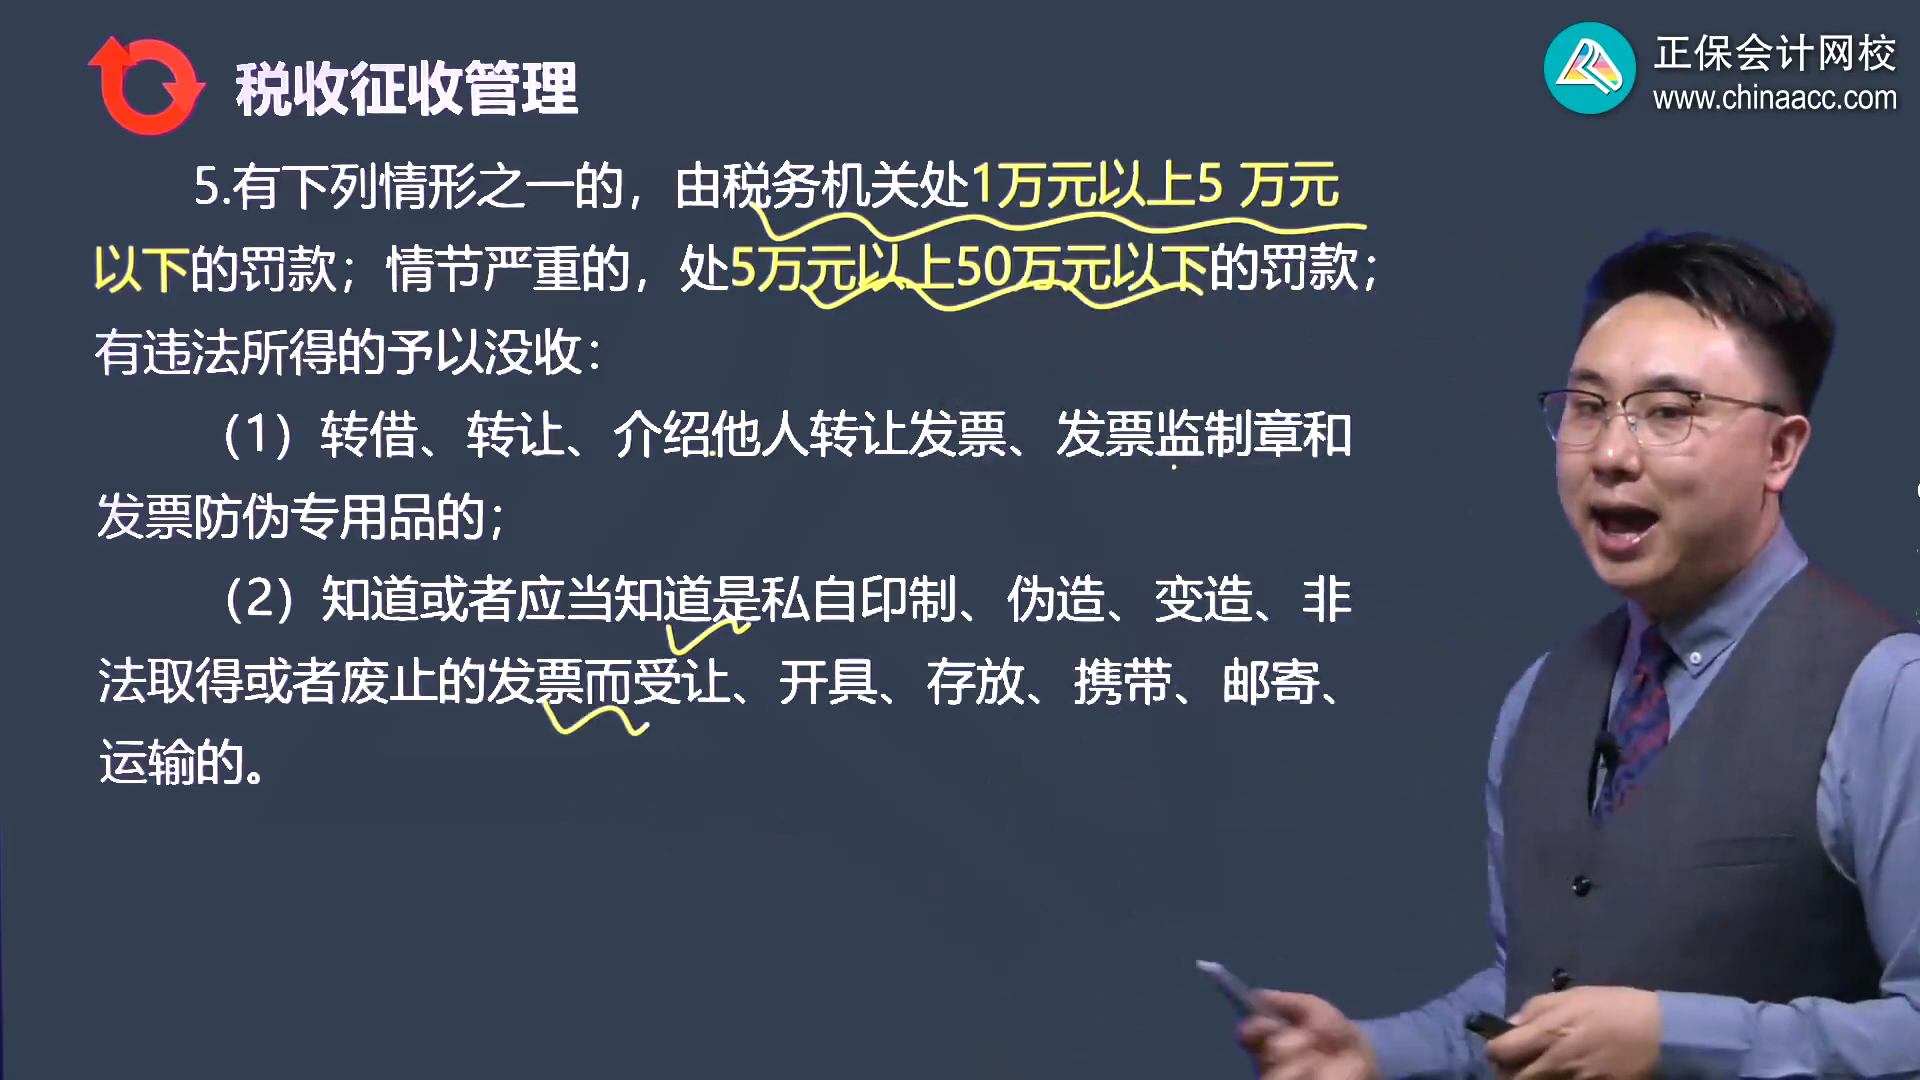 税收征收管理
正保会计网校
www.chinaacc.com
5.有下列情形之一的，由税务机关处1万元以上5 万元
以下的罚款；情节严重的，处5万元以上50万元以下的罚款；
有违法所得的予以没收：
（1）转借、转让、介绍他人转让发票、发票监制章和
发票防伪专用品的；
（2）知道或者应当知道是私自印制、伪造、变造、非
法取得或者废止的发票而受让、开具、存放、携带、邮寄、
运输的。